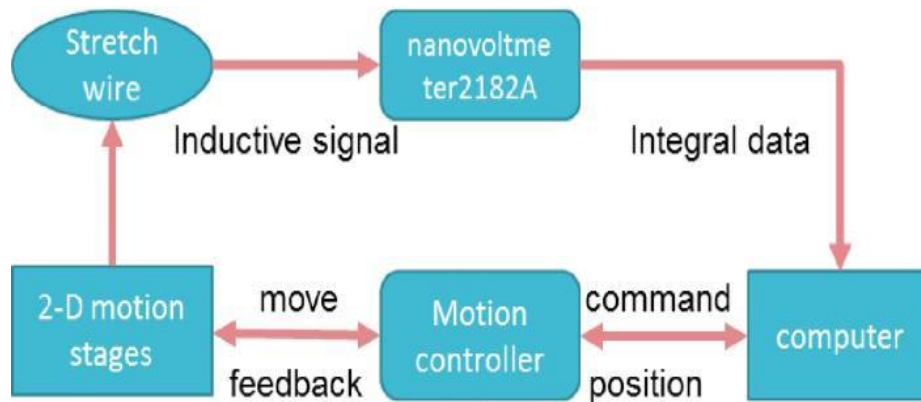 Stretch
wire
nanovoltme
ter2182A
Inductive signal
Integral data
2-D motion
stages
move
feedback
Motion
controller
command
position
computer